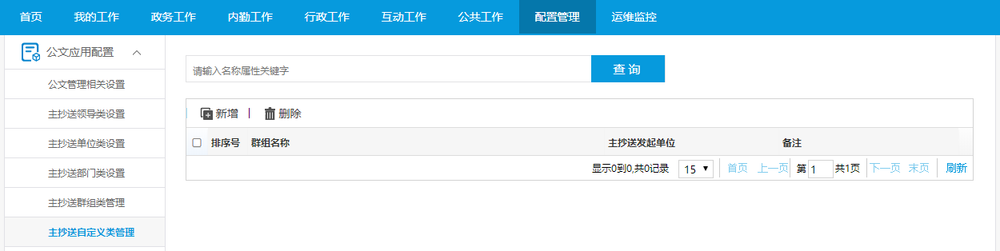 首页 我的工作 政务工作 内勤工作 行政工作 互动工作 公共工作 配置管理 运维监控
公文应用配置
公文管理相关设置
主抄送领导类设置
主抄送单位类设置
主抄送部门类设置
主抄送群组类管理
主抄送自定义类管理
请输入名称属性关键字 查 询
新增 删除
排序号 群组名称 主抄送发起单位 备注
显示0到0,共0记录 15 首页 上一页 第 1 共1页 下一页 末页 刷新